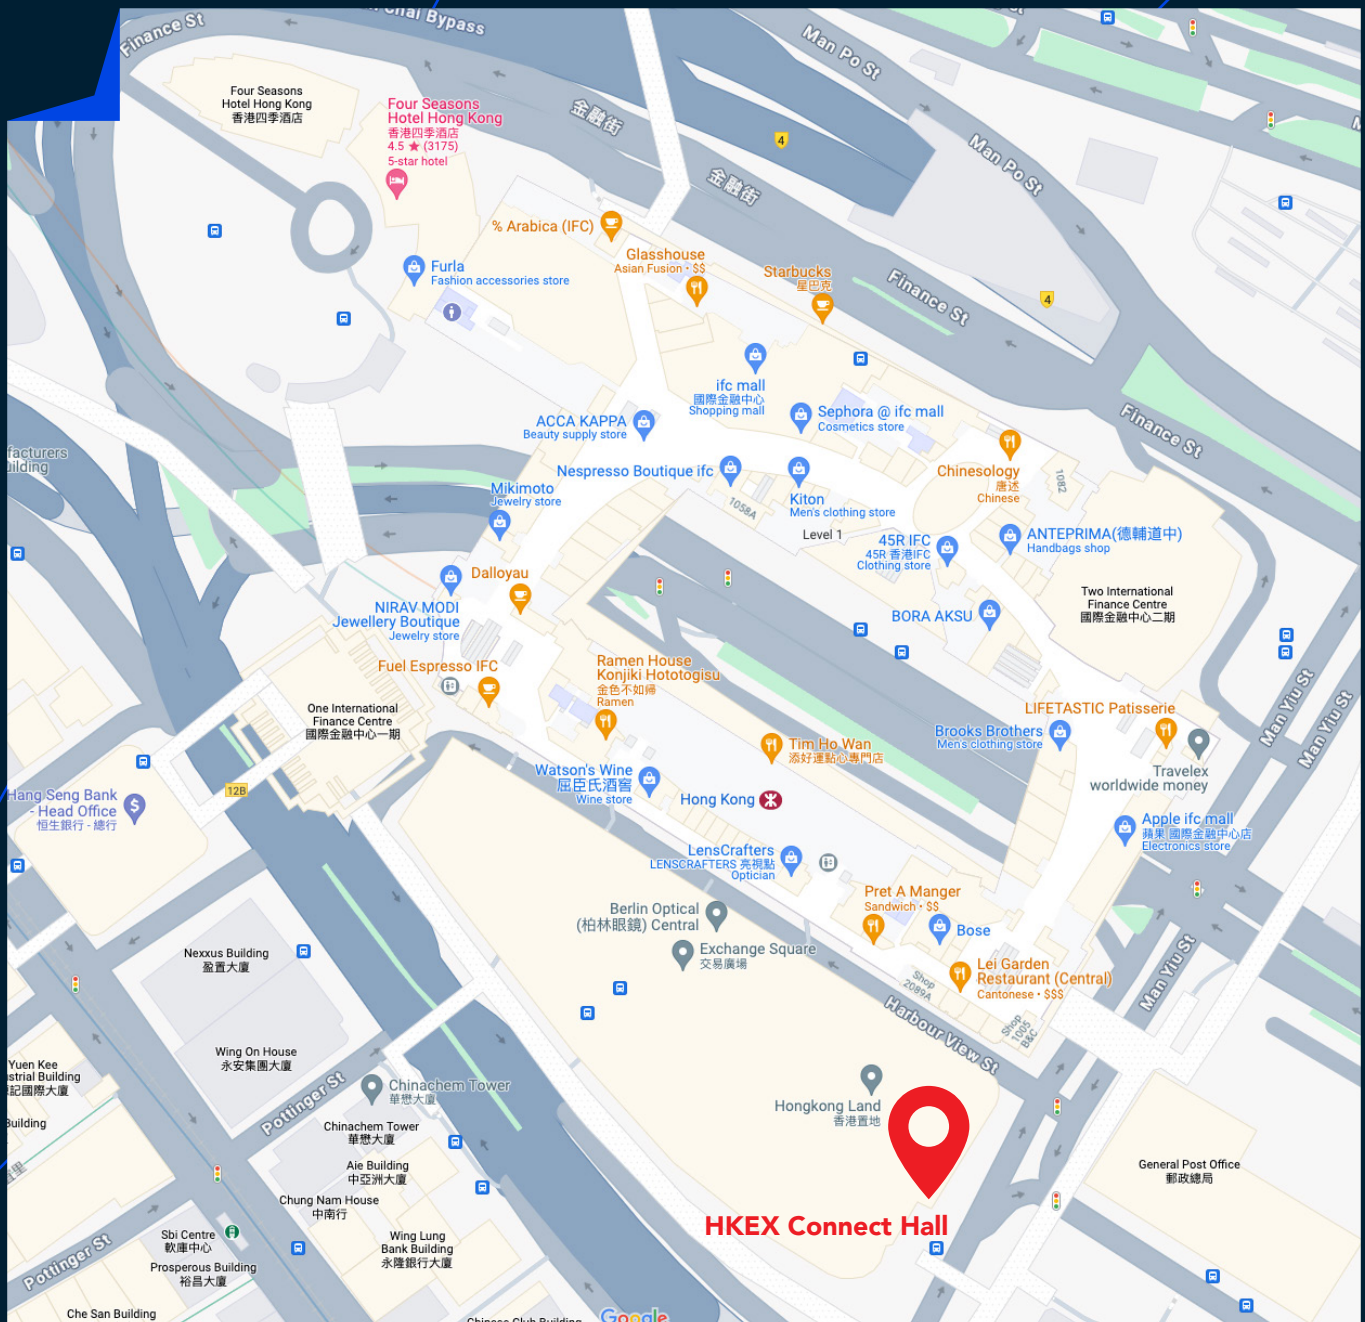 Finance St
Chai Bypass
Man Po St
Four Seasons
Hotel Hong Kong
香港四季酒店
Four Seasons
Hotel Hong Kong
香港四季酒店
4.5 ★ (3175)
5-star hotel
金融街
4
Man Po St
金融街
% Arabica (IFC)
Glasshouse
Asian Fusion • $$
Starbucks
星巴克
Furla
Fashion accessories store
Finance St
4
ifc mall
國際金融中心
Shopping mall
Sephora @ ifc mall
Cosmetics store
ACCA KAPPA
Beauty supply store
Finance St
facturers
uilding
Nespresso Boutique ifc
Chinesology
唐述
Chinese
1082
Mikimoto
Jewelry store
Kiton
Men's clothing store
1058A
Level 1
45R IFC
45R 香港IFC
Clothing store
ANTEPRIMA(德輔道中)
Handbags shop
Dalloyau
NIRAV MODI
Jewellery Boutique
Jewelry store
BORA AKSU
Two International
Finance Centre
國際金融中心二期
Fuel Espresso IFC
Ramen House
Konjiki Hototogisu
金色不如帰
Ramen
One International
Finance Centre
國際金融中心一期
Man Yiu St
Man Yiu St
LIFETASTIC Patisserie
Brooks Brothers
Men's clothing store
Tim Ho Wan
添好運點心專門店
Watson's Wine
屈臣氏酒窖
Wine store
Travelex
worldwide money
12B
Hang Seng Bank
- Head Office
恒生銀行 - 總行
Hong Kong
Apple ifc mall
蘋果 國際金融中心店
Electronics store
LensCrafters
LENSCRAFTERS 亮視點
Optician
Pret A Manger
Sandwich • $$
Berlin Optical
(柏林眼鏡) Central
Bose
Exchange Square
交易廣場
Nexxus Building
盈置大廈
Lei Garden
Restaurant (Central)
Cantonese • $$$
Shop
2089A
Man Yiu St
Harbour View St
Shop
1005
B&C
Wing On House
永安集團大廈
Yuen Kee
ustrial Building
記國際大廈
Building
Pottinger St
Chinachem Tower
華懋大廈
Hongkong Land
香港置地
Chinachem Tower
華懋大廈
Aie Building
中亞洲大廈
General Post Office
郵政總局
Chung Nam House
中南行
HKEX Connect Hall
Sbi Centre
軟庫中心
Wing Lung
Bank Building
永隆銀行大廈
Pottinger St
Prosperous Building
裕昌大廈
Che San Building
Chinese Club Building
Google